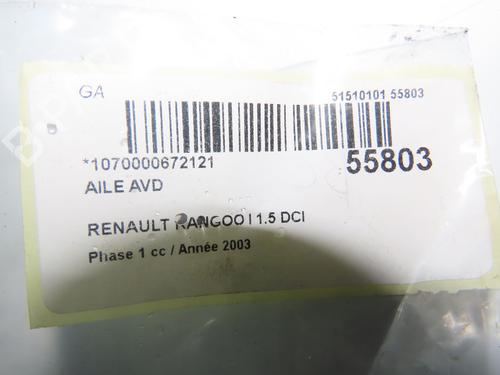 GA
51510101 55803
*1070000672121
55803
AILE AVD
RENAULT KANGOO I 1.5 DCI
Phase 1 cc / Année 2003